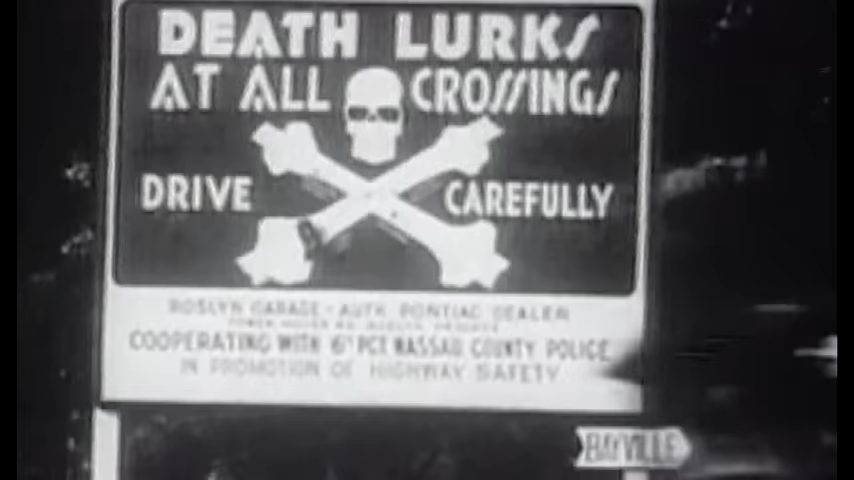 DEATH LURKS
AT ALL CROSSINGS
DRIVE CAREFULLY
ROSLYN GARAGE - AUTH. PONTIAC DEALER
COOPERATING WITH 6TH PCT NASSAU COUNTY POLICE
IN PROMOTION OF HIGHWAY SAFETY
BAYVILLE